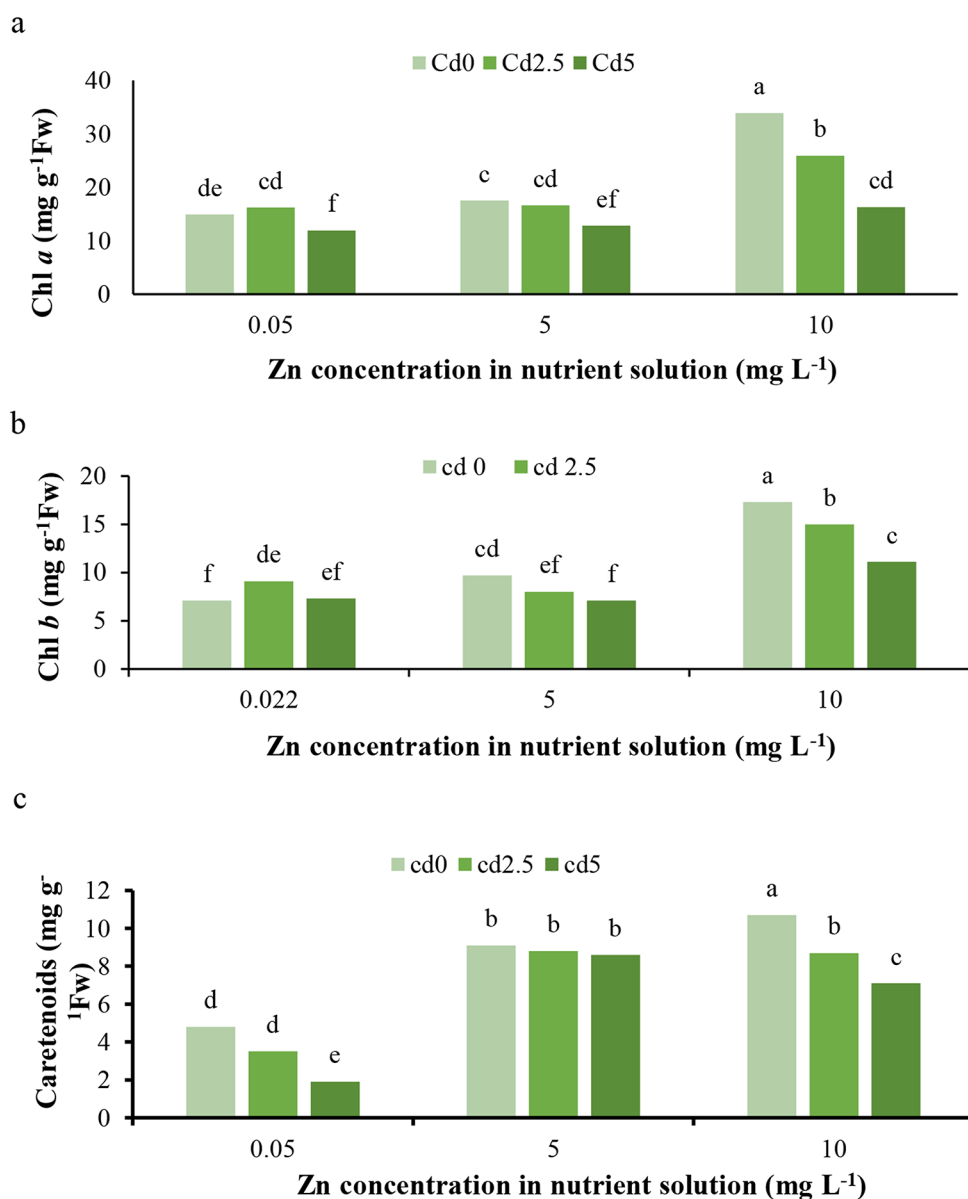 a
Cd0 Cd2.5 Cd5
Chl a (mg g-1Fw)
40
30
20
10
0
de cd f c cd ef a b cd
0.05 5 10
Zn concentration in nutrient solution (mg L-1)
b
cd 0 cd 2.5
Chl b (mg g-1Fw)
20
15
10
5
0
f de ef cd ef f a b c
0.022 5 10
Zn concentration in nutrient solution (mg L-1)
c
cd0 cd2.5 cd5
Caretenoids (mg g-
1Fw)
12
10
8
6
4
2
0
d d e b b b a b c
0.05 5 10
Zn concentration in nutrient solution (mg L-1)